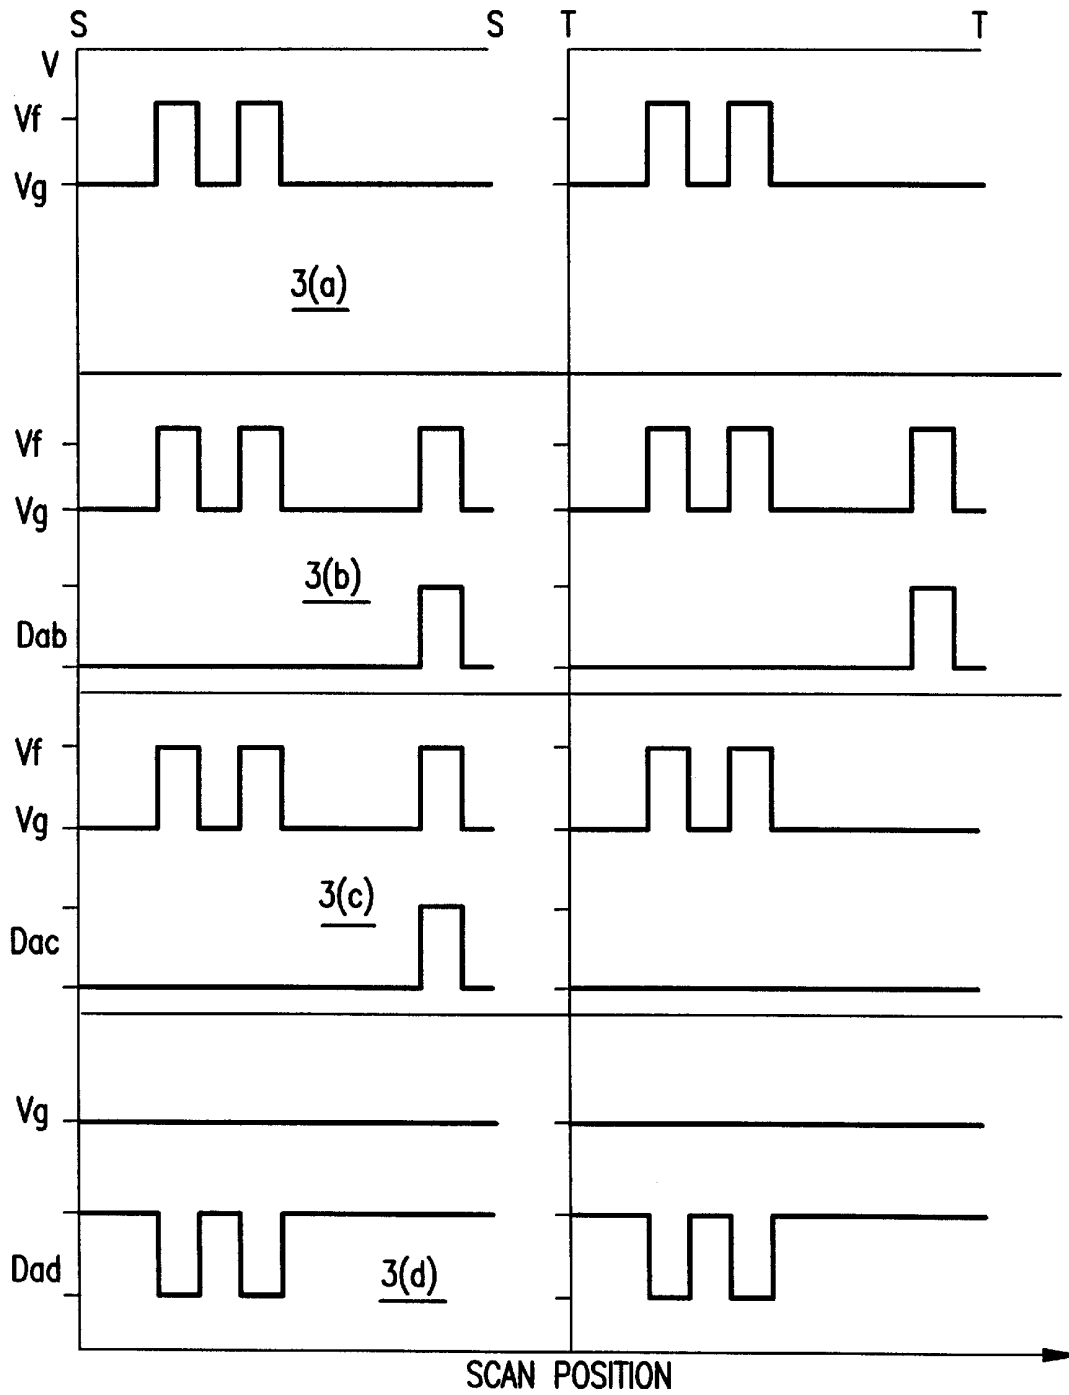 S S T T
V
Vf
Vg
3(a)
Vf
Vg
3(b)
Dab
Vf
Vg
3(c)
Dac
Vg
Dad
3(d)
SCAN POSITION